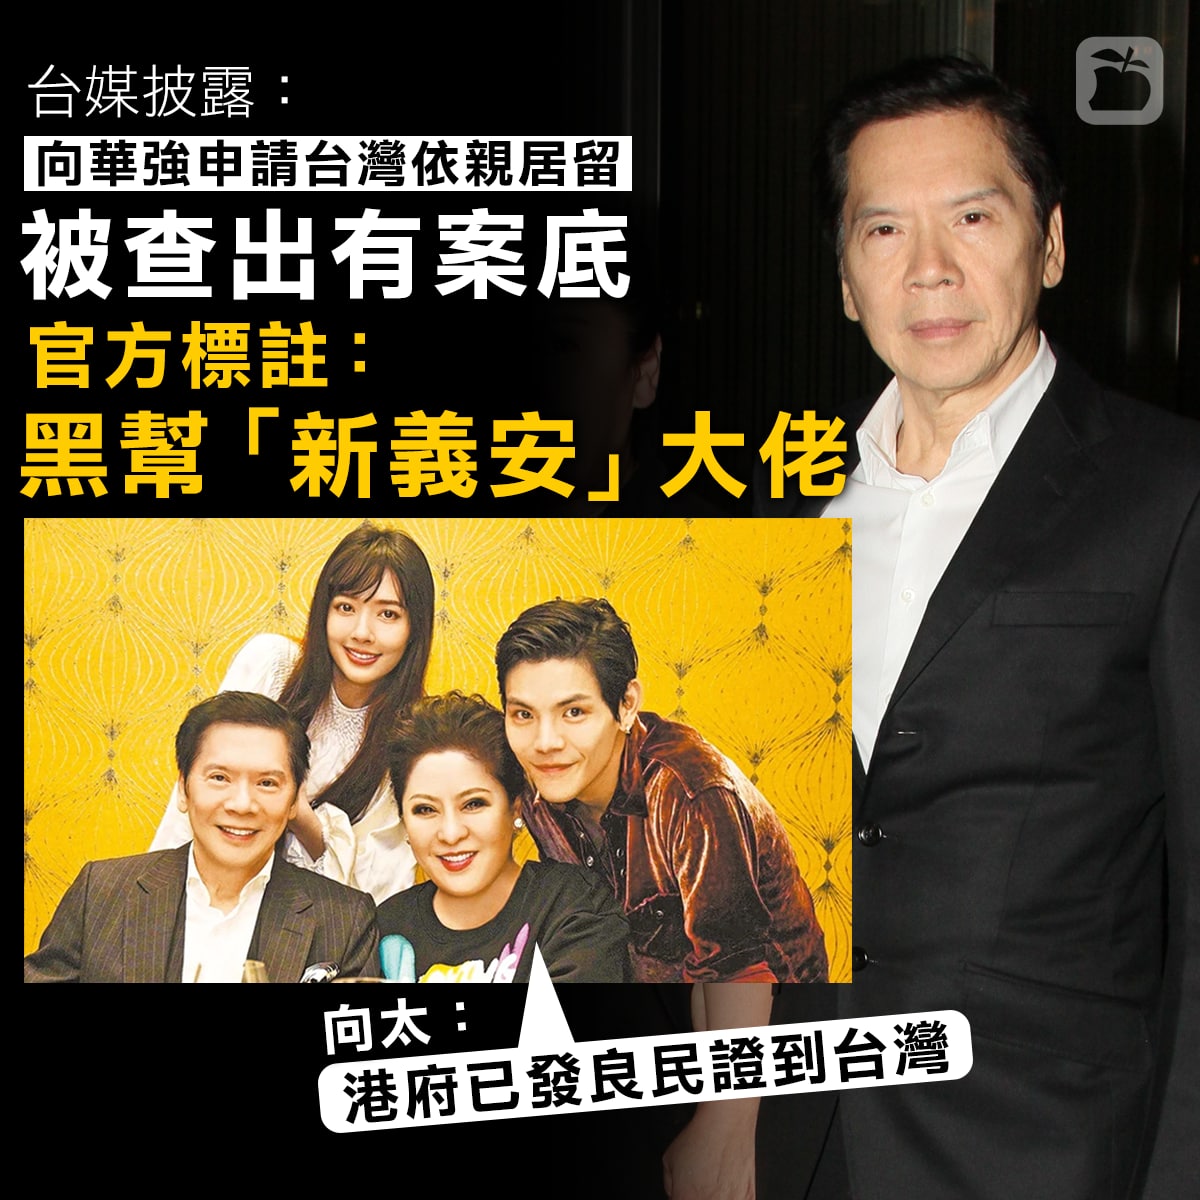 台媒披露：
向華強申請台灣依親居留
被查出有案底
官方標註：
黑幫「新義安」大佬
向太：
港府已發良民證到台灣